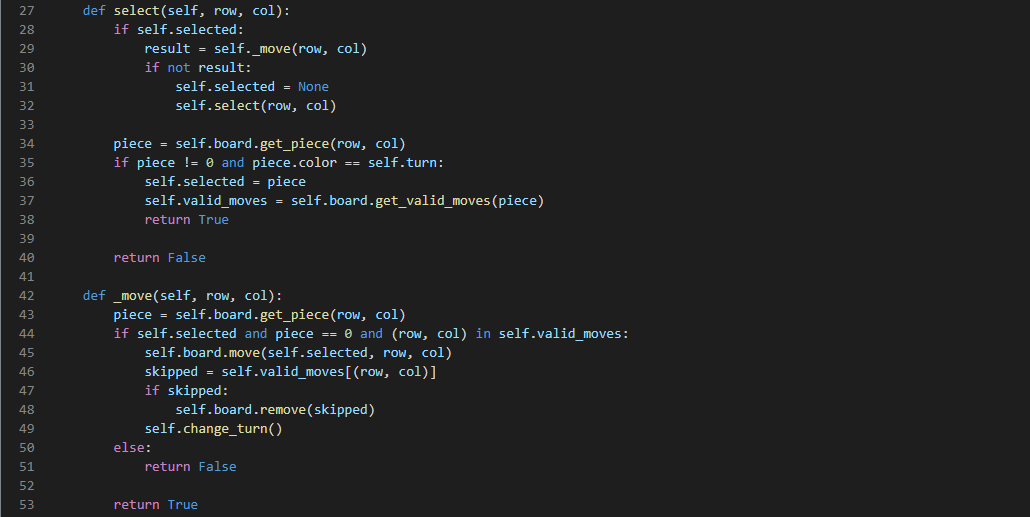 27 def select(self, row, col):
28 if self.selected:
29 result = self._move(row, col)
30 if not result:
31 self.selected = None
32 self.select(row, col)
33
34 piece = self.board.get_piece(row, col)
35 if piece != 0 and piece.color == self.turn:
36 self.selected = piece
37 self.valid_moves = self.board.get_valid_moves(piece)
38 return True
39
40 return False
41
42 def _move(self, row, col):
43 piece = self.board.get_piece(row, col)
44 if self.selected and piece == 0 and (row, col) in self.valid_moves:
45 self.board.move(self.selected, row, col)
46 skipped = self.valid_moves[(row, col)]
47 if skipped:
48 self.board.remove(skipped)
49 self.change_turn()
50 else:
51 return False
52
53 return True